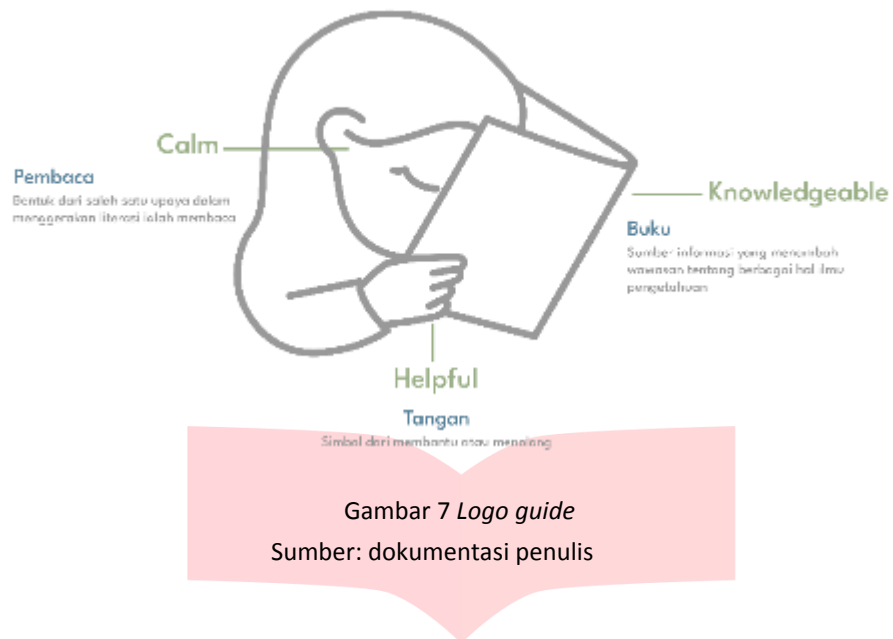 Calm
Pembaca
Bentuk dari saleh satu upaya dalam
menggerakan literasi ialah membaca
Knowledgeable
Buku
Sumber informasi yang menambah
wawasan tentang berbagai hal ilmu
pengetahuan
Helpful
Tangan
Simbol dari membantu atau menolong
Gambar 7 Logo guide
Sumber: dokumentasi penulis